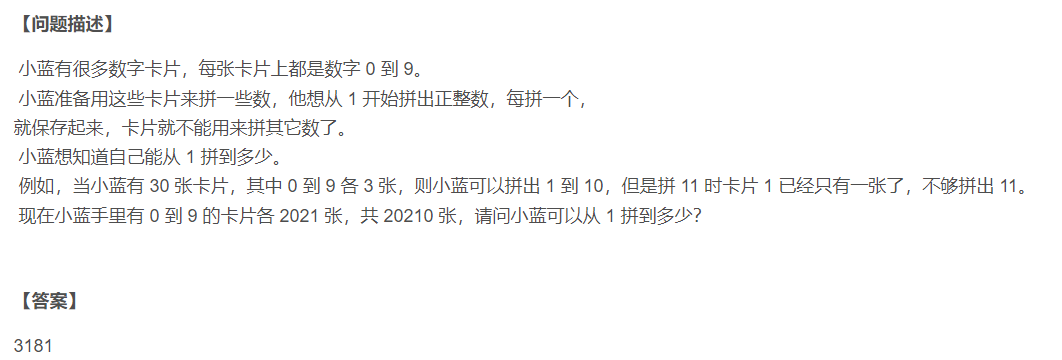 【问题描述】
小蓝有很多数字卡片，每张卡片上都是数字 0 到 9。
小蓝准备用这些卡片来拼一些数，他想从 1 开始拼出正整数，每拼一个，
就保存起来，卡片就不能用来拼其它数了。
小蓝想知道自己能从 1 拼到多少。
例如，当小蓝有 30 张卡片，其中 0 到 9 各 3 张，则小蓝可以拼出 1 到 10，但是拼 11 时卡片 1 已经只有一张了，不够拼出 11。
现在小蓝手里有 0 到 9 的卡片各 2021 张，共 20210 张，请问小蓝可以从 1 拼到多少？
【答案】
3181